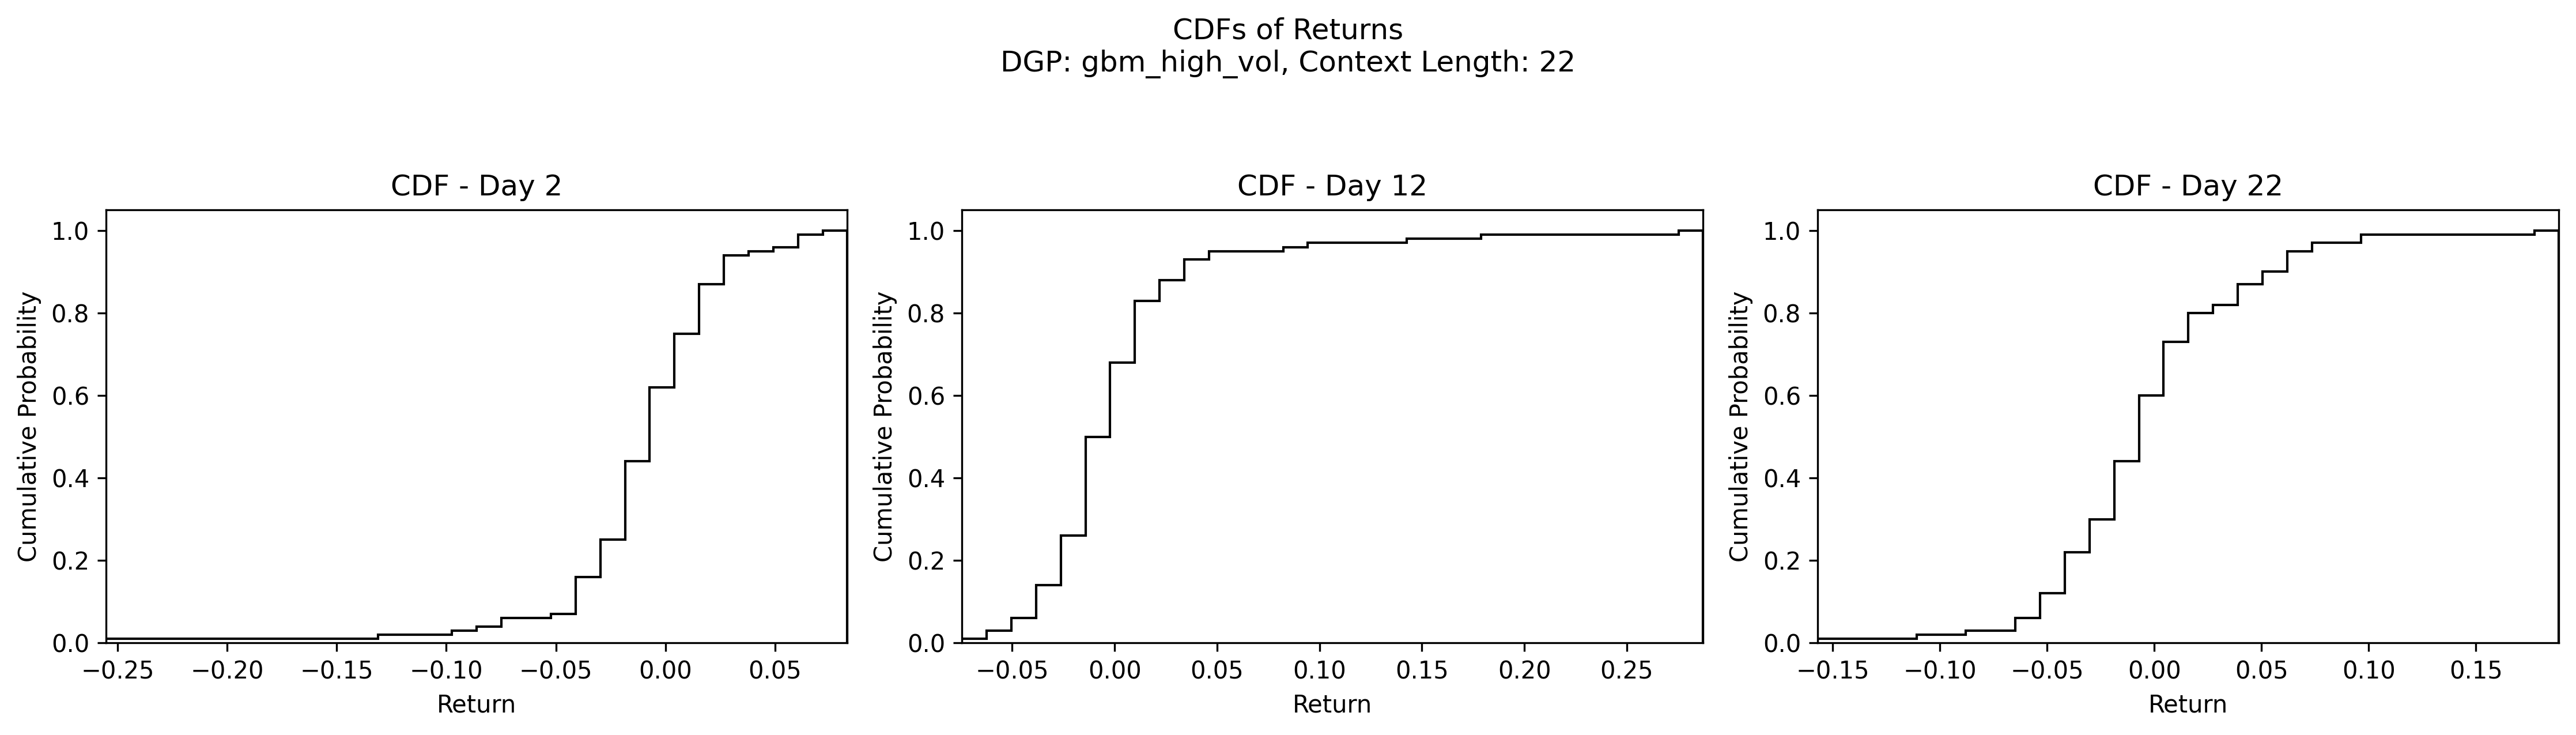 CDFs of Returns
DGP: gbm_high_vol, Context Length: 22
CDF - Day 2
1.0
0.8
0.6
0.4
0.2
0.0
Cumulative Probability
−0.25 −0.20 −0.15 −0.10 −0.05 0.00 0.05
Return
CDF - Day 12
1.0
0.8
0.6
0.4
0.2
0.0
Cumulative Probability
−0.05 0.00 0.05 0.10 0.15 0.20 0.25
Return
CDF - Day 22
1.0
0.8
0.6
0.4
0.2
0.0
Cumulative Probability
−0.15 −0.10 −0.05 0.00 0.05 0.10 0.15
Return